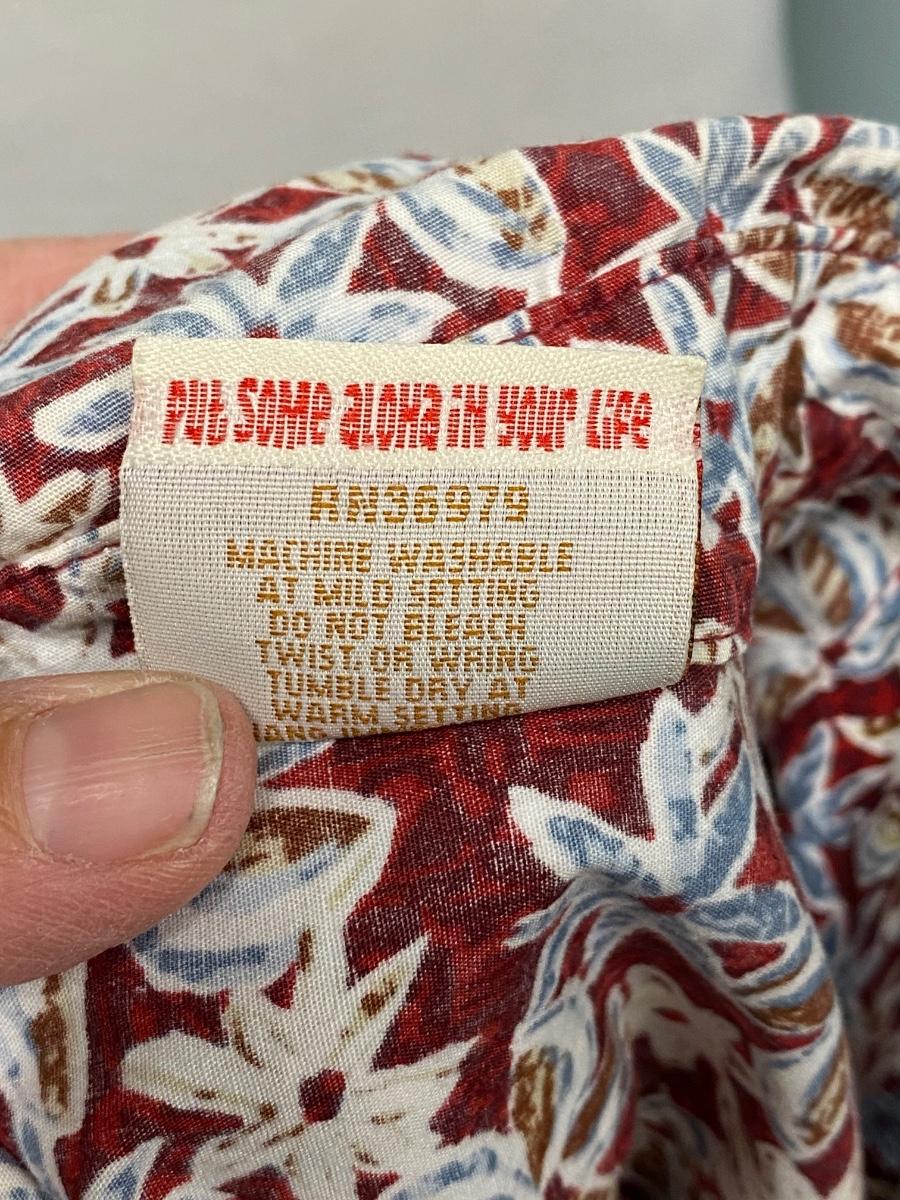 PUT SOME aLOHa iN YOUR LiFe
RN36979
MACHINE WASHABLE
AT MILD SETTING
DO NOT BLEACH
TWIST, OR WRING
TUMBLE DRY AT
WARM SETTING